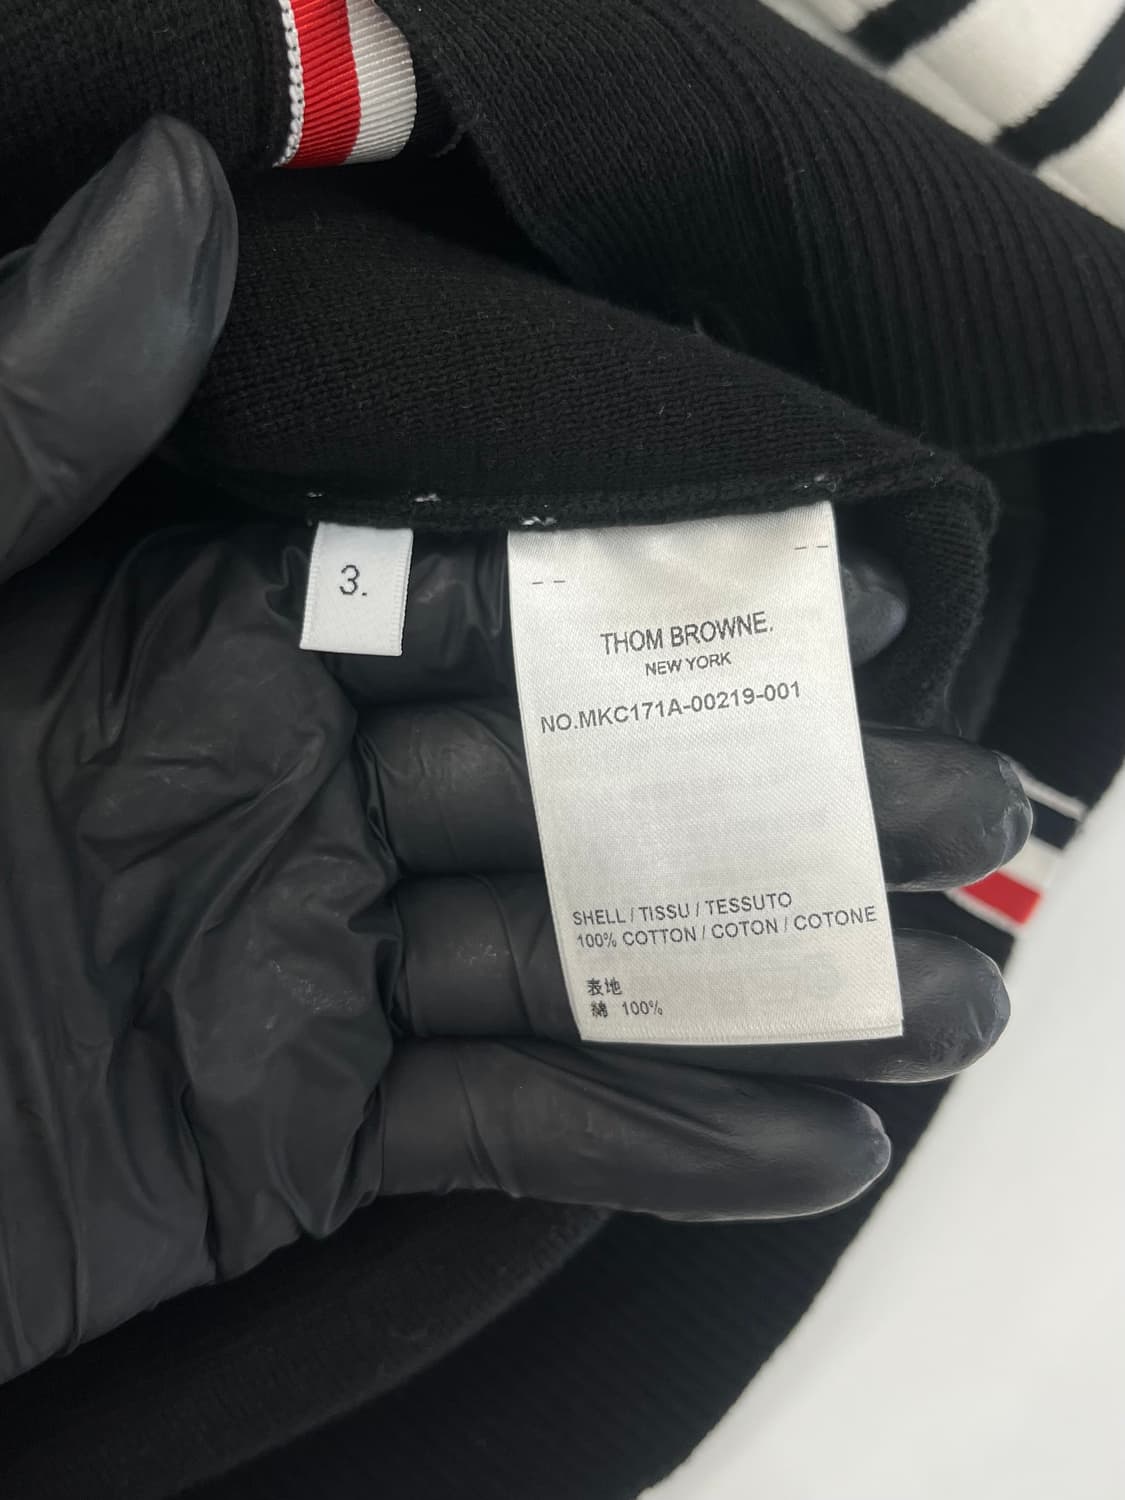 3.
THOM BROWNE.
NEW YORK
NO.MKC171A-00219-001
SHELL / TISSU / TESSUTO
100% COTTON / COTON / COTONE
表地
綿 100%